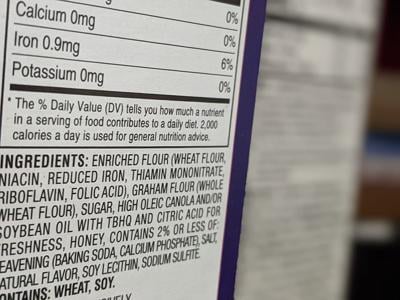 Calcium 0mg 0%
Iron 0.9mg 0%
Potassium 0mg 6%
0%
* The % Daily Value (DV) tells you how much a nutrient
in a serving of food contributes to a daily diet. 2,000
calories a day is used for general nutrition advice.
INGREDIENTS: ENRICHED FLOUR (WHEAT FLOUR,
NIACIN, REDUCED IRON, THIAMIN MONONITRATE,
RIBOFLAVIN, FOLIC ACID), GRAHAM FLOUR (WHOLE
WHEAT FLOUR), SUGAR, HIGH OLEIC CANOLA AND/OR
SOYBEAN OIL WITH TBHQ AND CITRIC ACID FOR
FRESHNESS, HONEY, CONTAINS 2% OR LESS OF:
LEAVENING (BAKING SODA, CALCIUM PHOSPHATE), SALT,
NATURAL FLAVOR, SOY LECITHIN, SODIUM SULFITE.
CONTAINS: WHEAT, SOY.